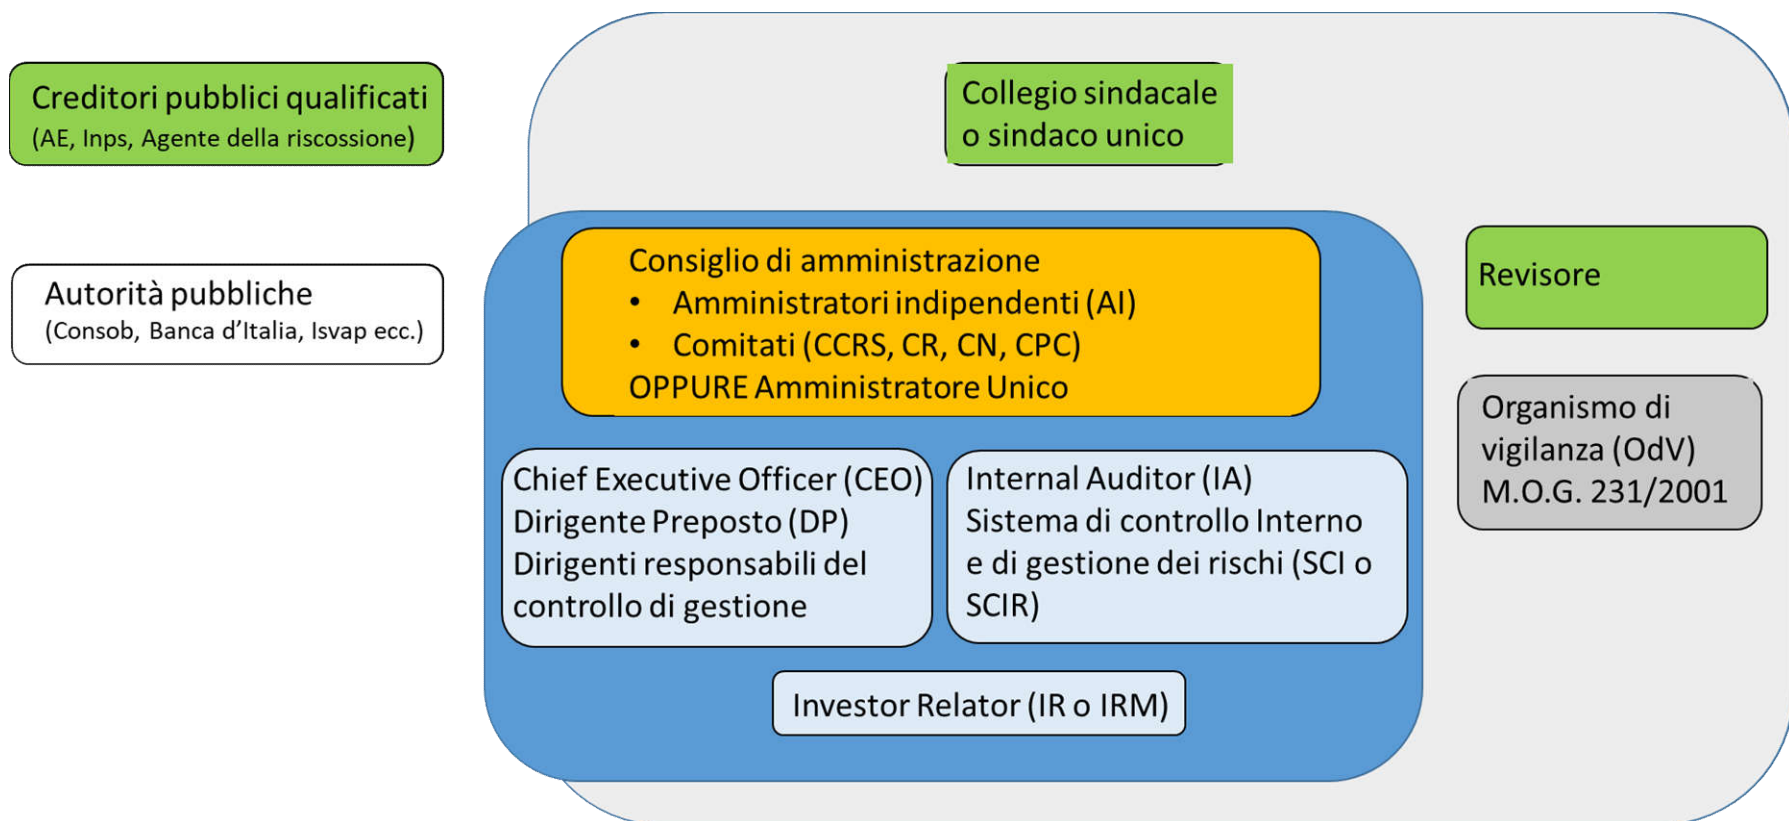 Creditori pubblici qualificati
(AE, Inps, Agente della riscossione)
Collegio sindacale
o sindaco unico
Autorità pubbliche
(Consob, Banca d'Italia, Isvap ecc.)
Consiglio di amministrazione
• Amministratori indipendenti (AI)
• Comitati (CCRS, CR, CN, CPC)
OPPURE Amministratore Unico
Revisore
Organismo di
vigilanza (OdV)
M.O.G. 231/2001
Chief Executive Officer (CEO)
Dirigente Preposto (DP)
Dirigenti responsabili del
controllo di gestione
Internal Auditor (IA)
Sistema di controllo Interno
e di gestione dei rischi (SCI o
SCIR)
Investor Relator (IR o IRM)